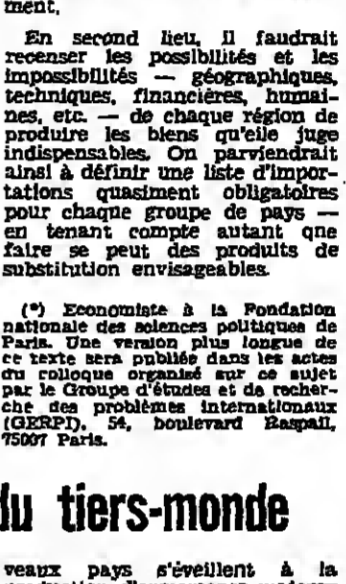 ment.
En second lieu, il faudrait
recenser les possibilités et les
impossibilités — géographiques,
techniques, financières, humai-
nes, etc. — de chaque région de
produire les biens qu'elle juge
indispensables. On parviendrait
ainsi à définir une liste d'impor-
tations quasiment obligatoires
pour chaque groupe de pays —
en tenant compte autant que
faire se peut des produits de
substitution envisageables.
(*) Economiste à la Fondation
nationale des sciences politiques de
Paris. Une version plus longue de
ce texte sera publiée dans les actes
du colloque organisé sur ce sujet
par le Groupe d'études et de recher-
che des problèmes internationaux
(GERPI), 54, boulevard Raspail,
75007 Paris.
du tiers-monde
veaux pays s'éveillent à la